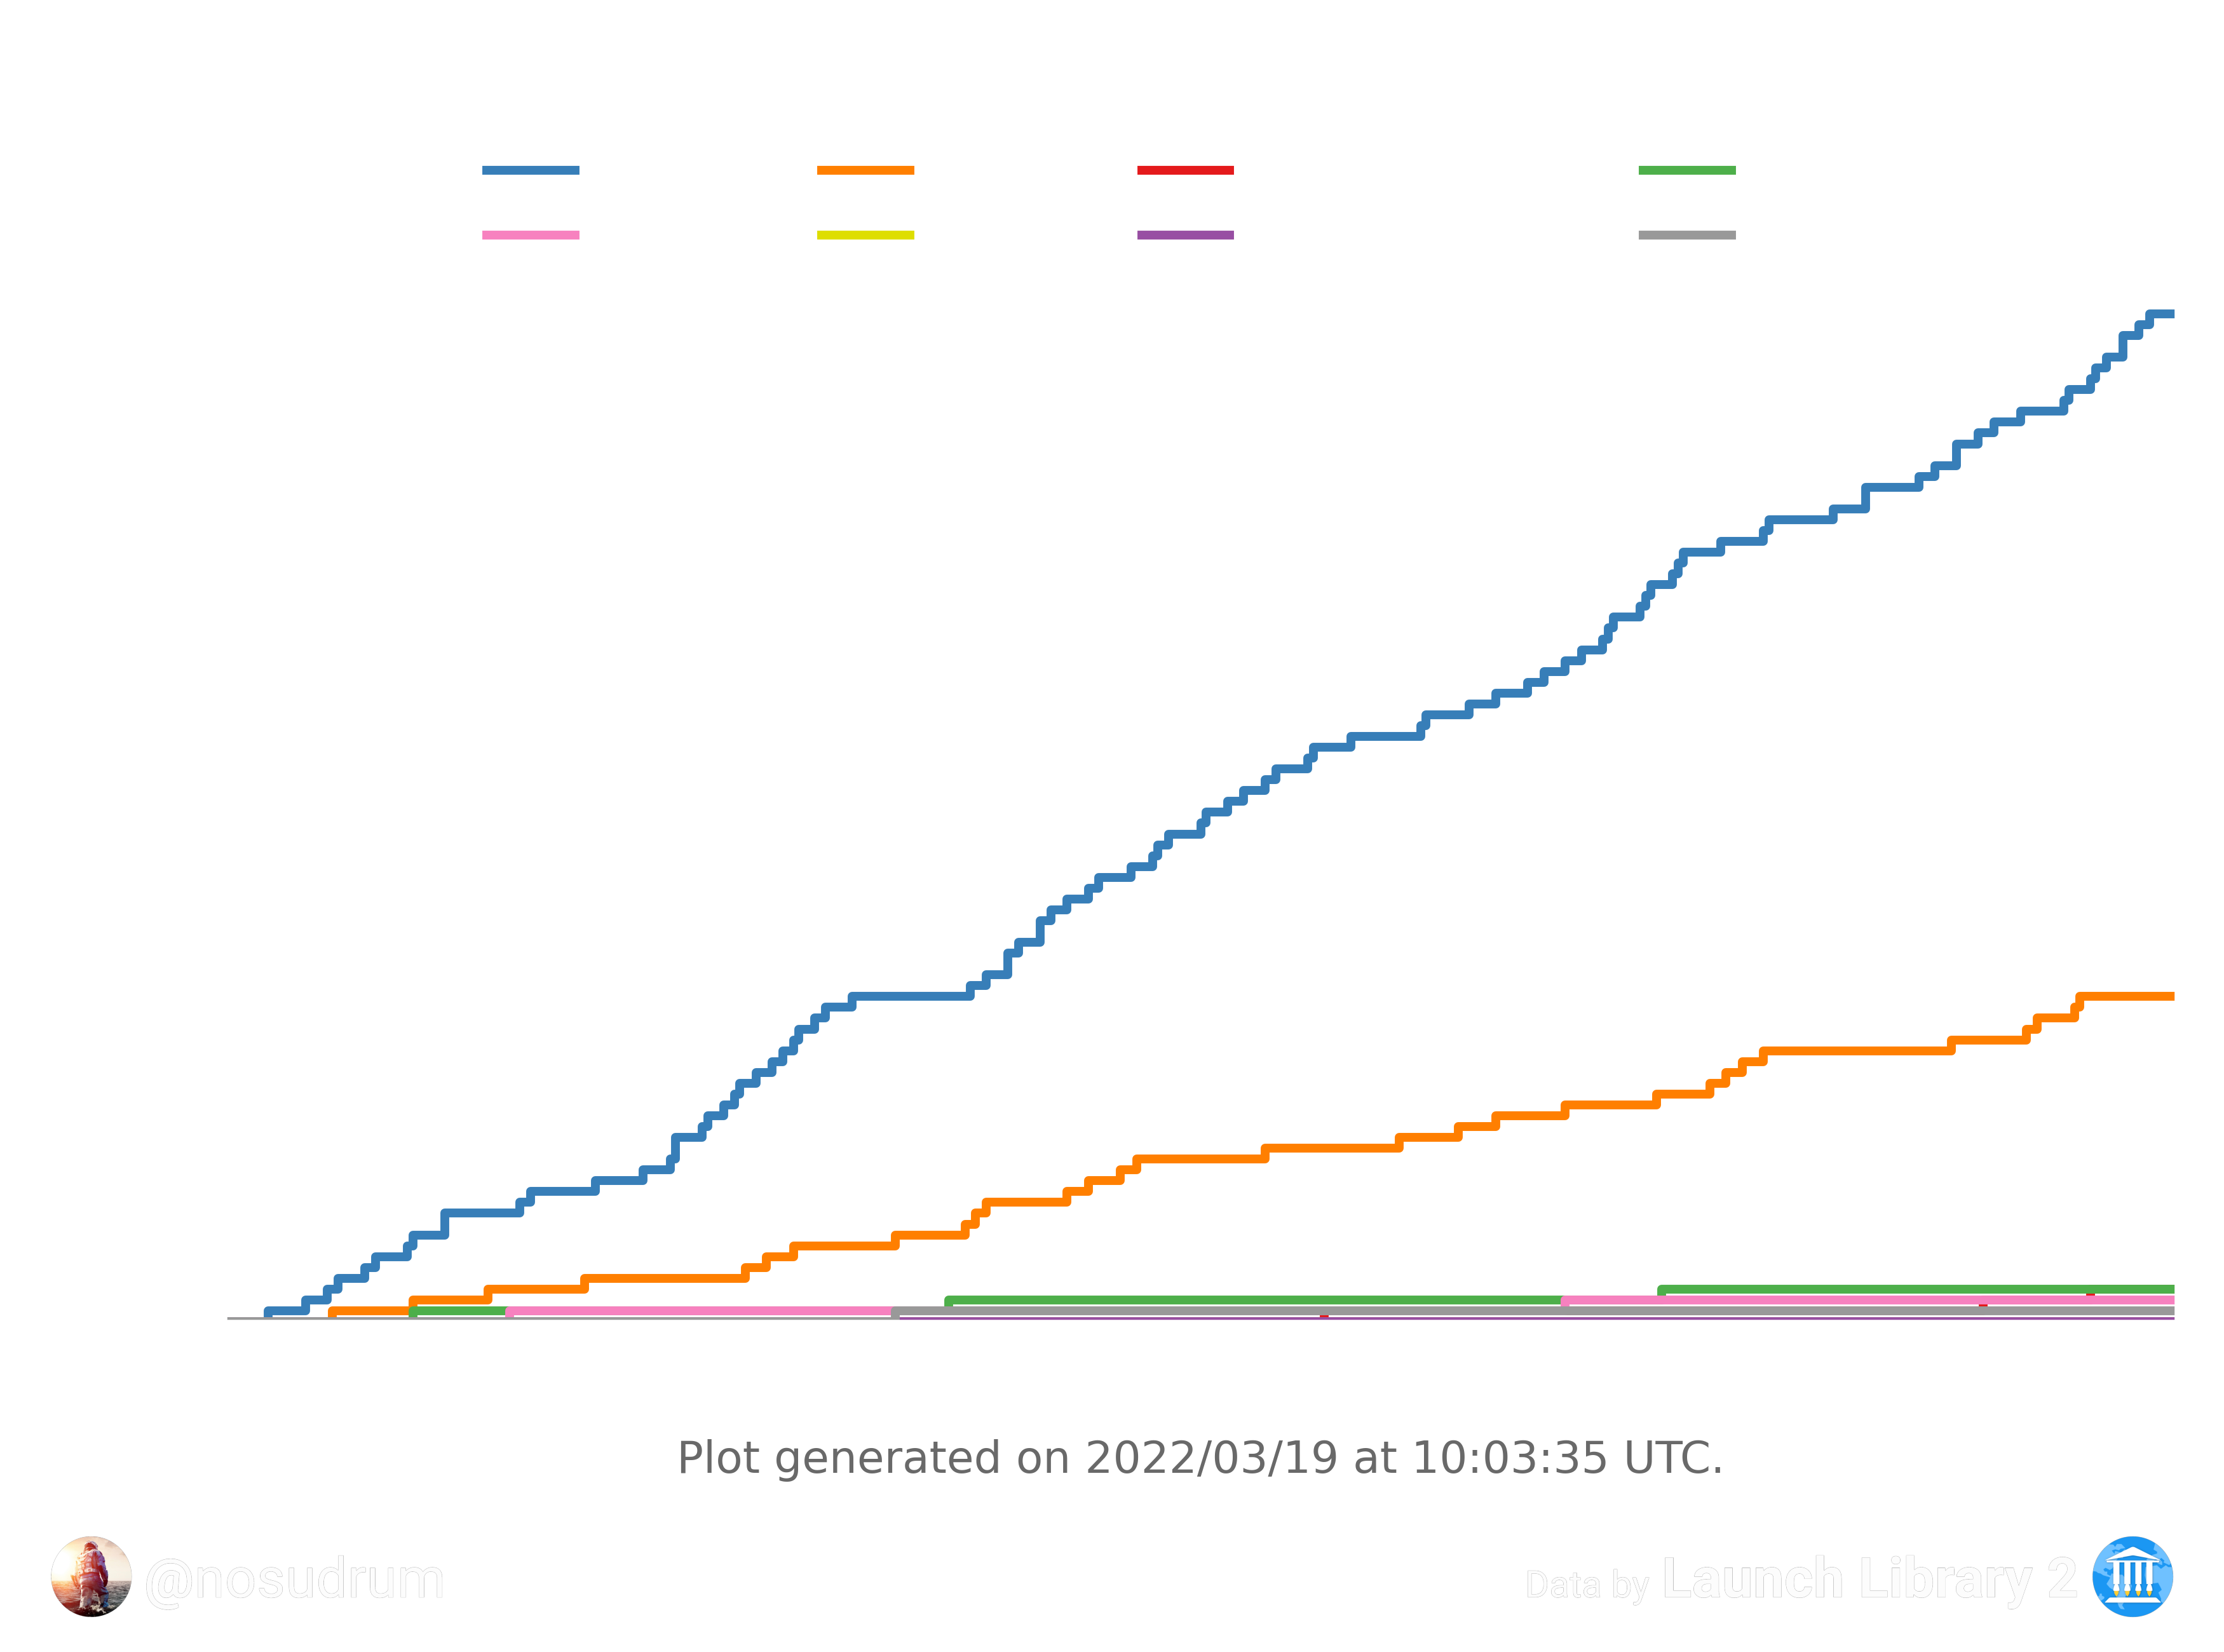 Plot generated on 2022/03/19 at 10:03:35 UTC.
@nosudrum
Data by Launch Library 2